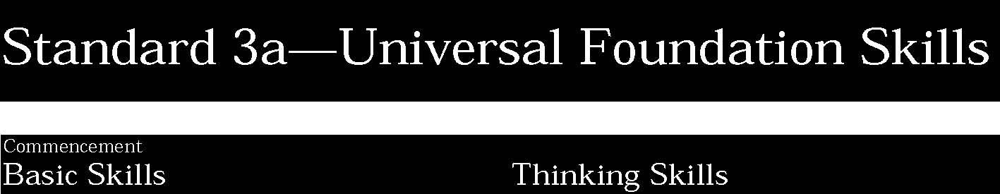 Standard 3a—Universal Foundation Skills
Commencement
Basic Skills
Thinking Skills